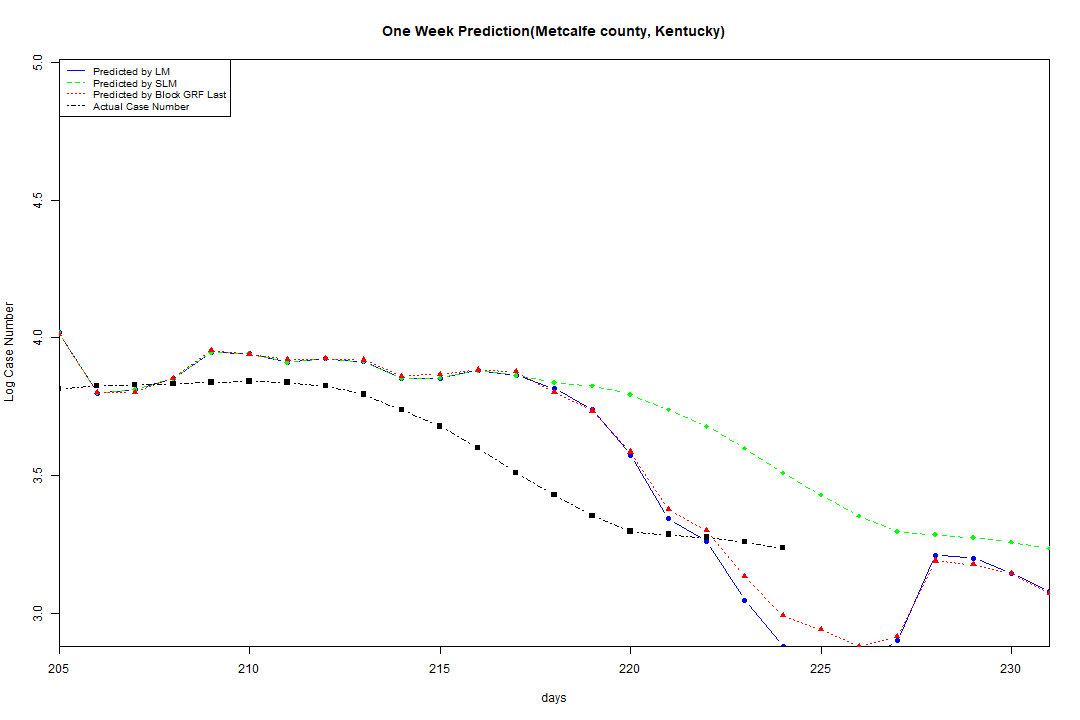 One Week Prediction(Metcalfe county, Kentucky)
Predicted by LM
Predicted by SLM
Predicted by Block GRF Last
Actual Case Number
5.0
4.5
4.0
3.5
3.0
Log Case Number
205 210 215 220 225 230
days